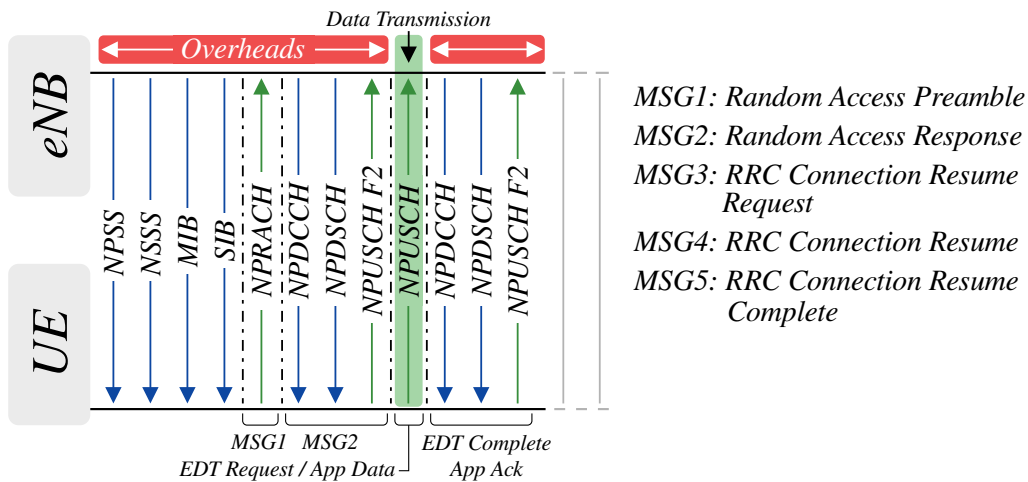 Data Transmission
Overheads
eNB
UE
NPSS
NSSS
MIB
SIB
NPRACH
NPDCCH
NPDSCH
NPUSCH F2
NPUSCH
NPDCCH
NPDSCH
NPUSCH F2
MSG1
MSG2
EDT Request / App Data
EDT Complete
App Ack
MSG1: Random Access Preamble
MSG2: Random Access Response
MSG3: RRC Connection Resume
Request
MSG4: RRC Connection Resume
MSG5: RRC Connection Resume
Complete